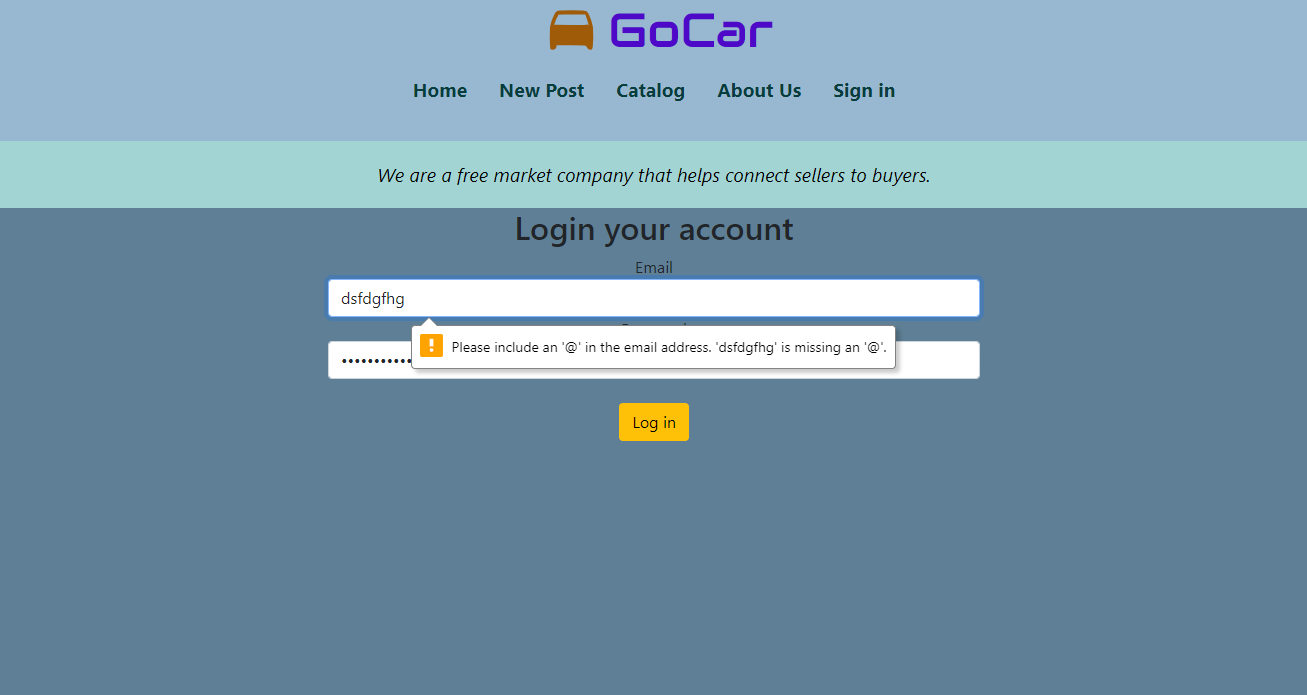 GoCar
Home New Post Catalog About Us Sign in
We are a free market company that helps connect sellers to buyers.
Login your account
Email
dsfdgfhg
Please include an '@' in the email address. 'dsfdgfhg' is missing an '@'.
Log in